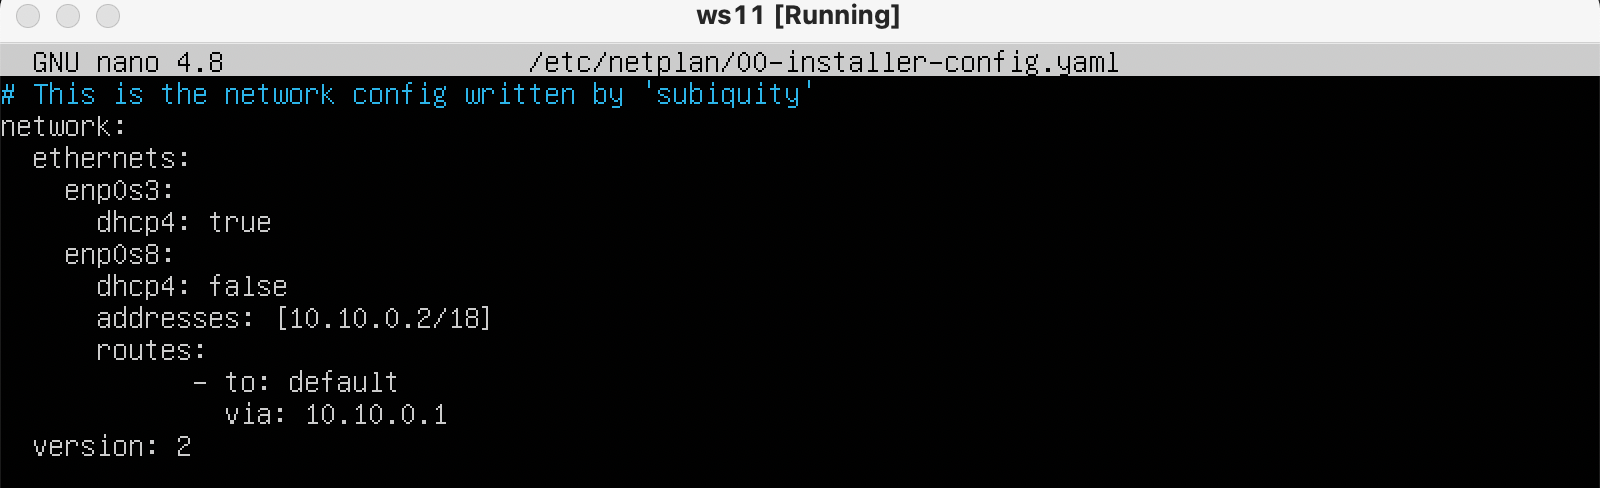 ws11 [Running]
GNU nano 4.8 /etc/netplan/00-installer-config.yaml
# This is the network config written by 'subiquity'
network:
  ethernets:
    enp0s3:
      dhcp4: true
    enp0s8:
      dhcp4: false
      addresses: [10.10.0.2/18]
      routes:
            - to: default
              via: 10.10.0.1
  version: 2